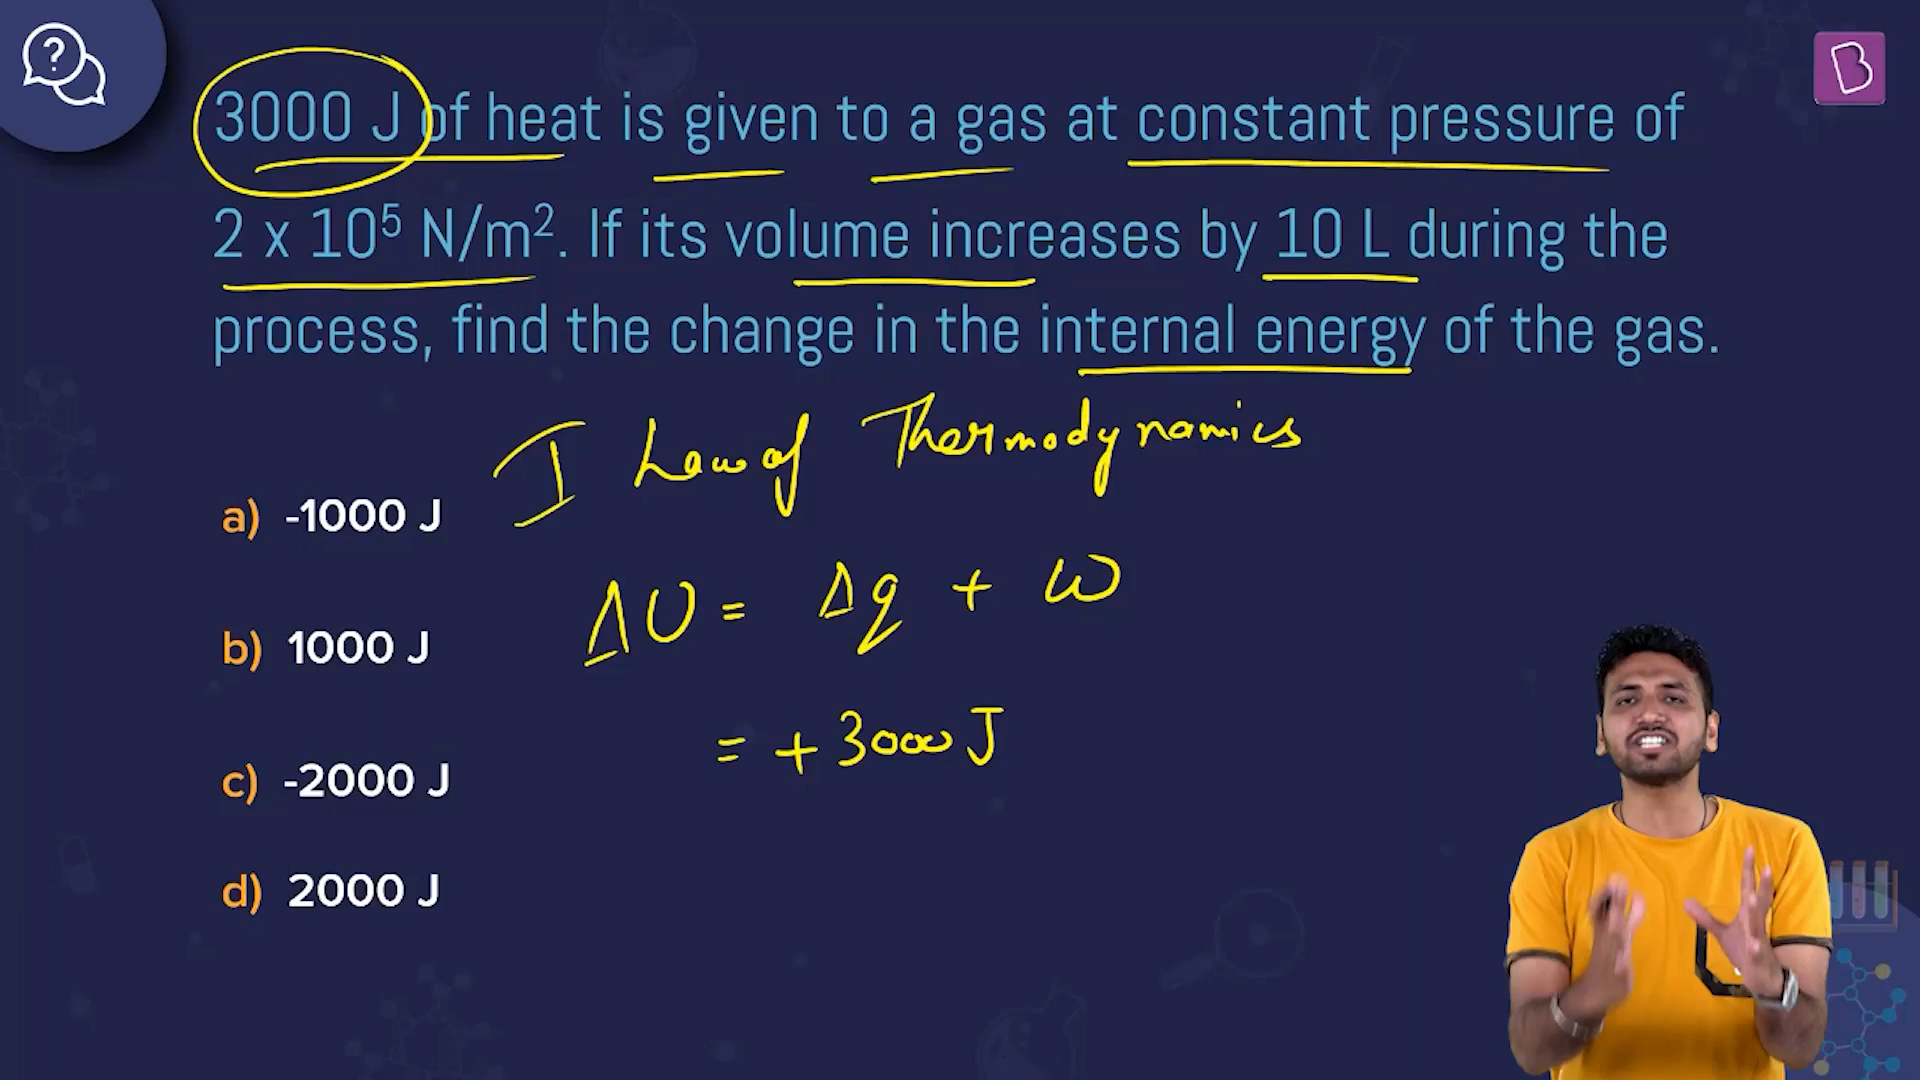 3000 J of heat is given to a gas at constant pressure of
2 x 10⁵ N/m². If its volume increases by 10 L during the
process, find the change in the internal energy of the gas.
I Law of Thermodynamics
a) -1000 J
ΔU = Δq + W
b) 1000 J
= + 3000 J
c) -2000 J
d) 2000 J